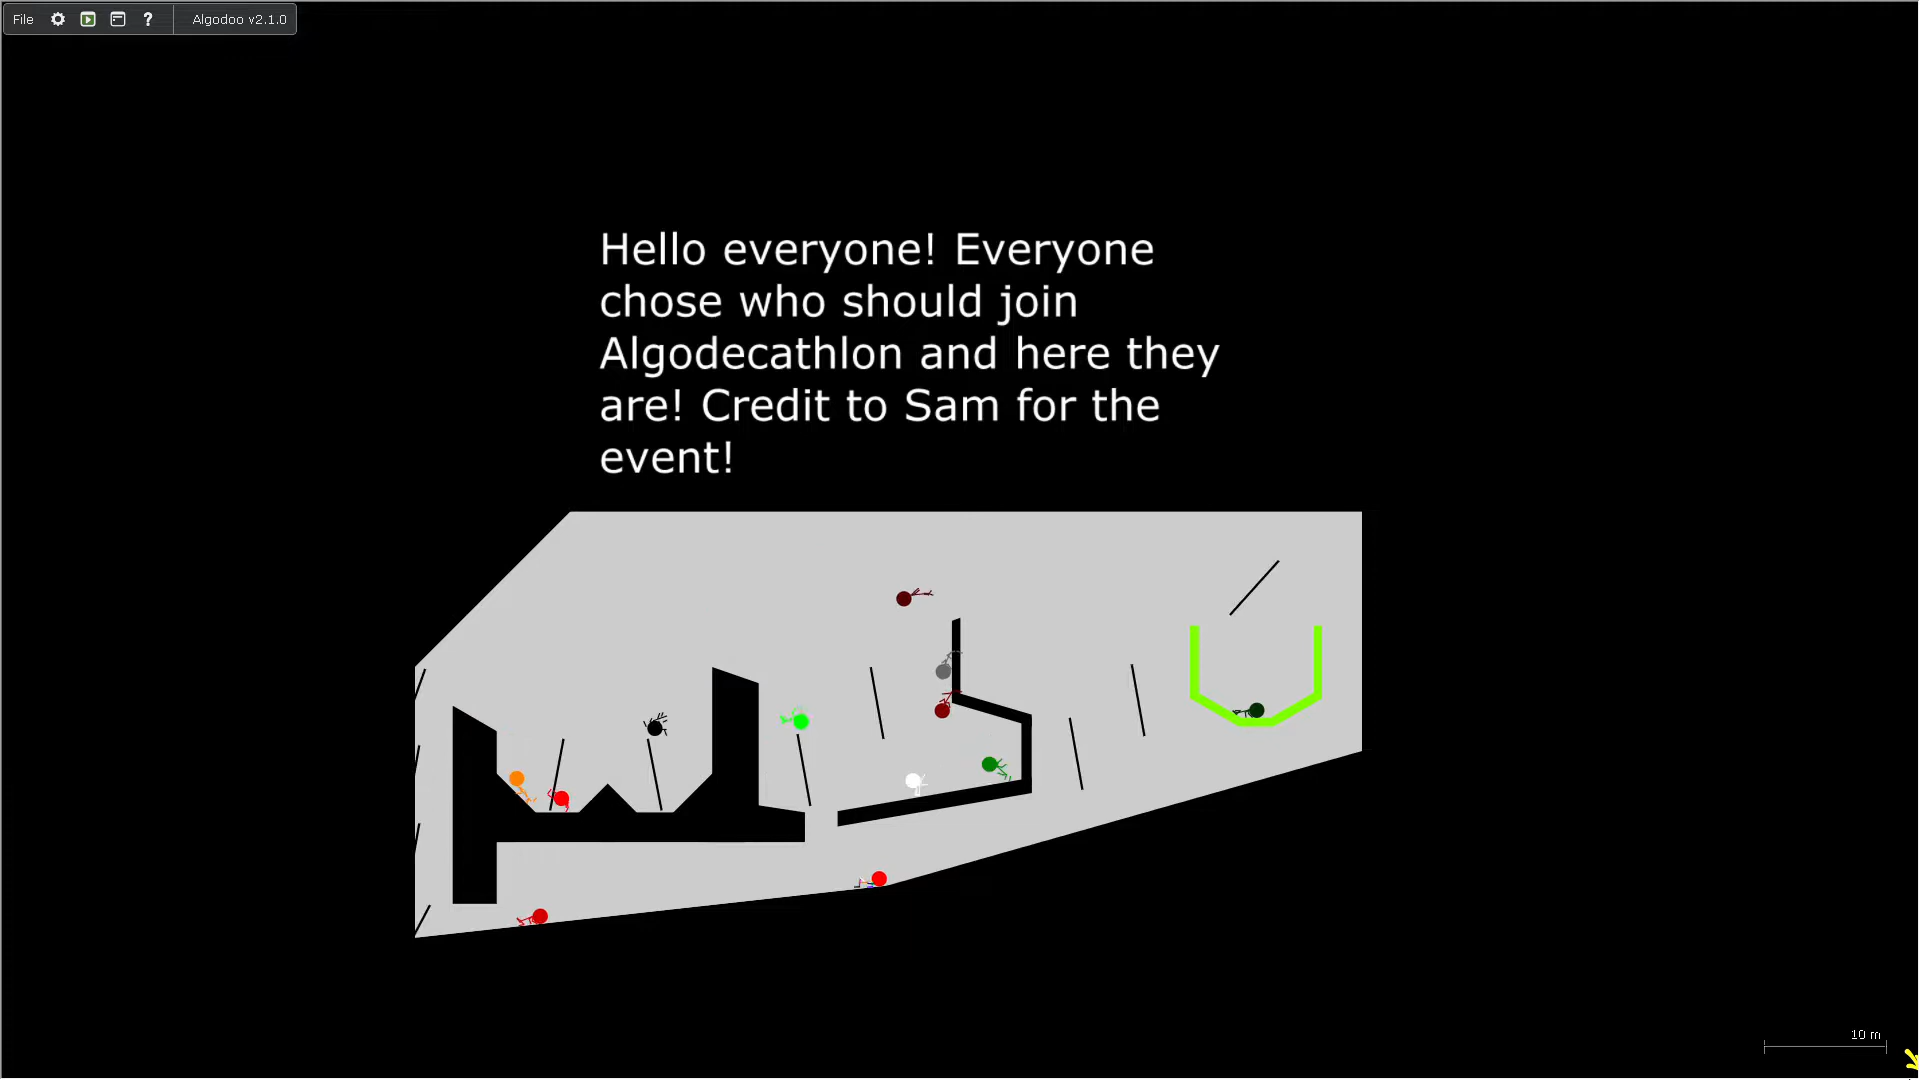 File ? Algodoo v2.1.0
Hello everyone! Everyone
chose who should join
Algodecathlon and here they
are! Credit to Sam for the
event!
10 m